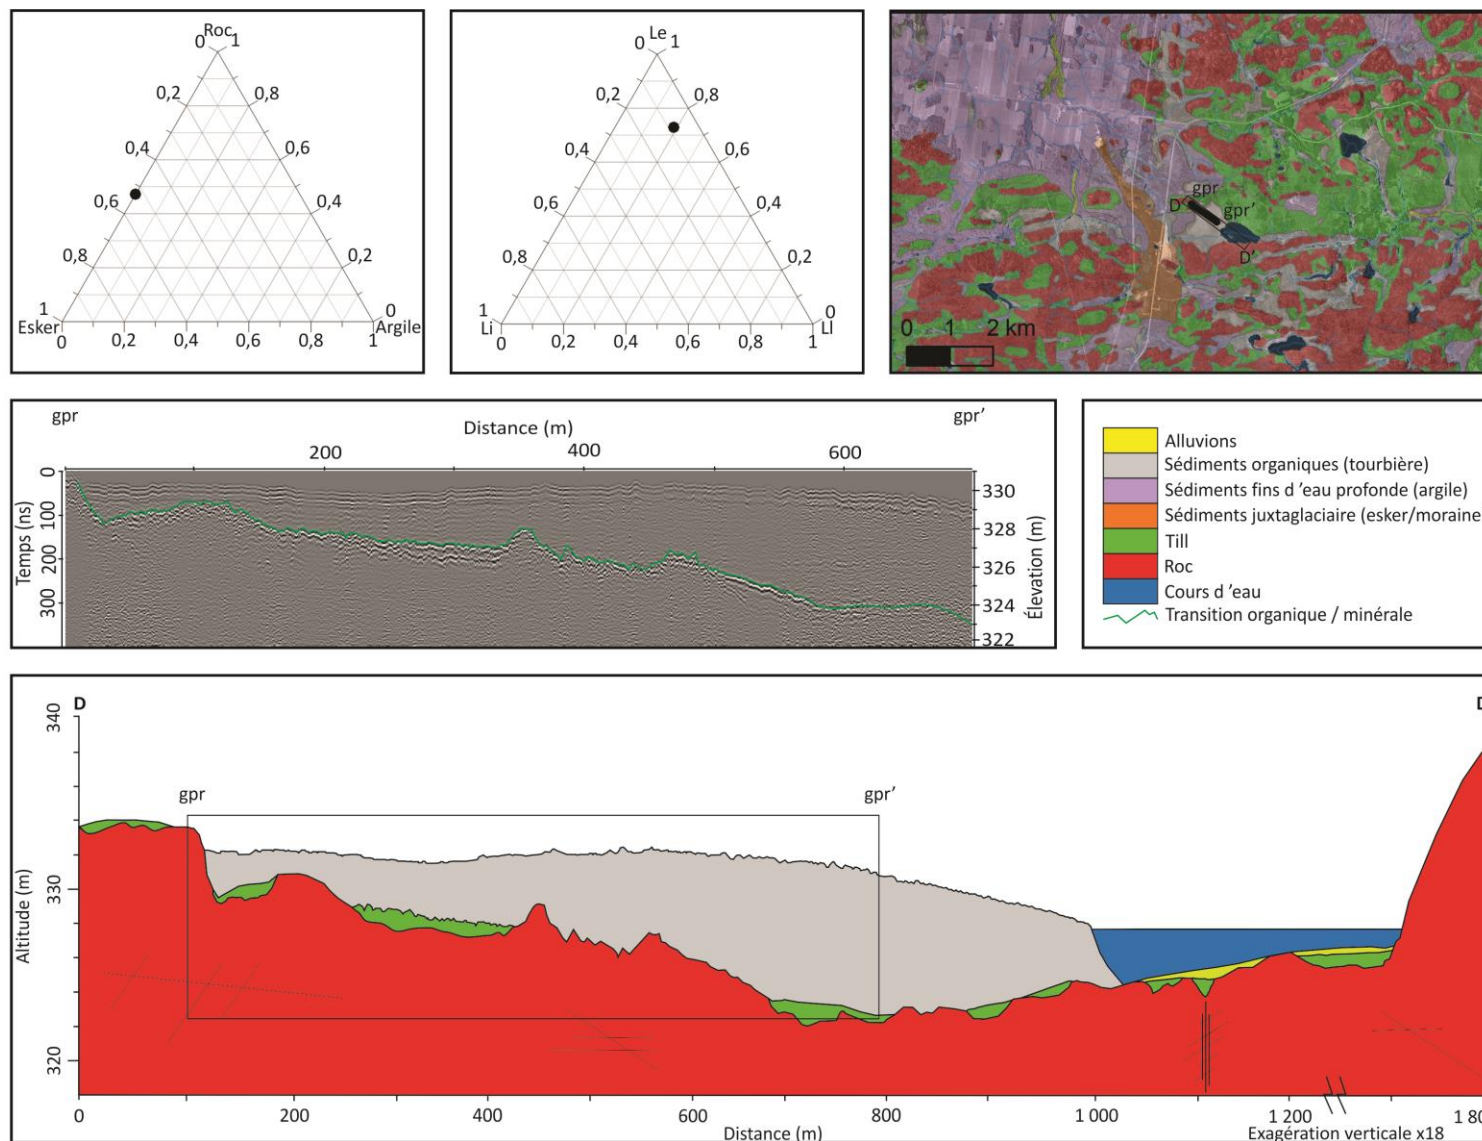 Roc
0 1
0,2 0,8
0,4 0,6
0,6 0,4
0,8 0,2
1 0
Esker Argile
0 0,2 0,4 0,6 0,8 1
Le
0 1
0,2 0,8
0,4 0,6
0,6 0,4
0,8 0,2
1 0
Li Ll
0 0,2 0,4 0,6 0,8 1
gpr
D
gpr'
D'
0 1 2 km
gpr gpr'
Distance (m)
200 400 600
Temps (ns)
0
100
200
300
Élevation (m)
330
328
326
324
322
Alluvions
Sédiments organiques (tourbière)
Sédiments fins d 'eau profonde (argile)
Sédiments juxtaglaciaire (esker/moraine
Till
Roc
Cours d 'eau
Transition organique / minérale
D
gpr gpr'
Altitude (m)
340
330
320
0 200 400 600 800 1 000 1 200 1 80
Distance (m)
Exagération verticale x18